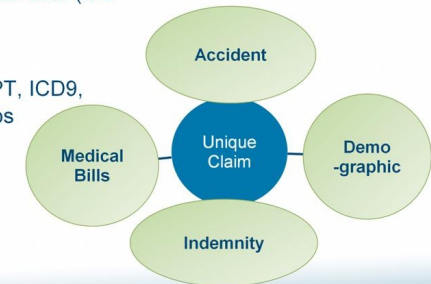 Accident
PT, ICD9,
os
Unique
Claim
Medical
Bills
Demo
-graphic
Indemnity